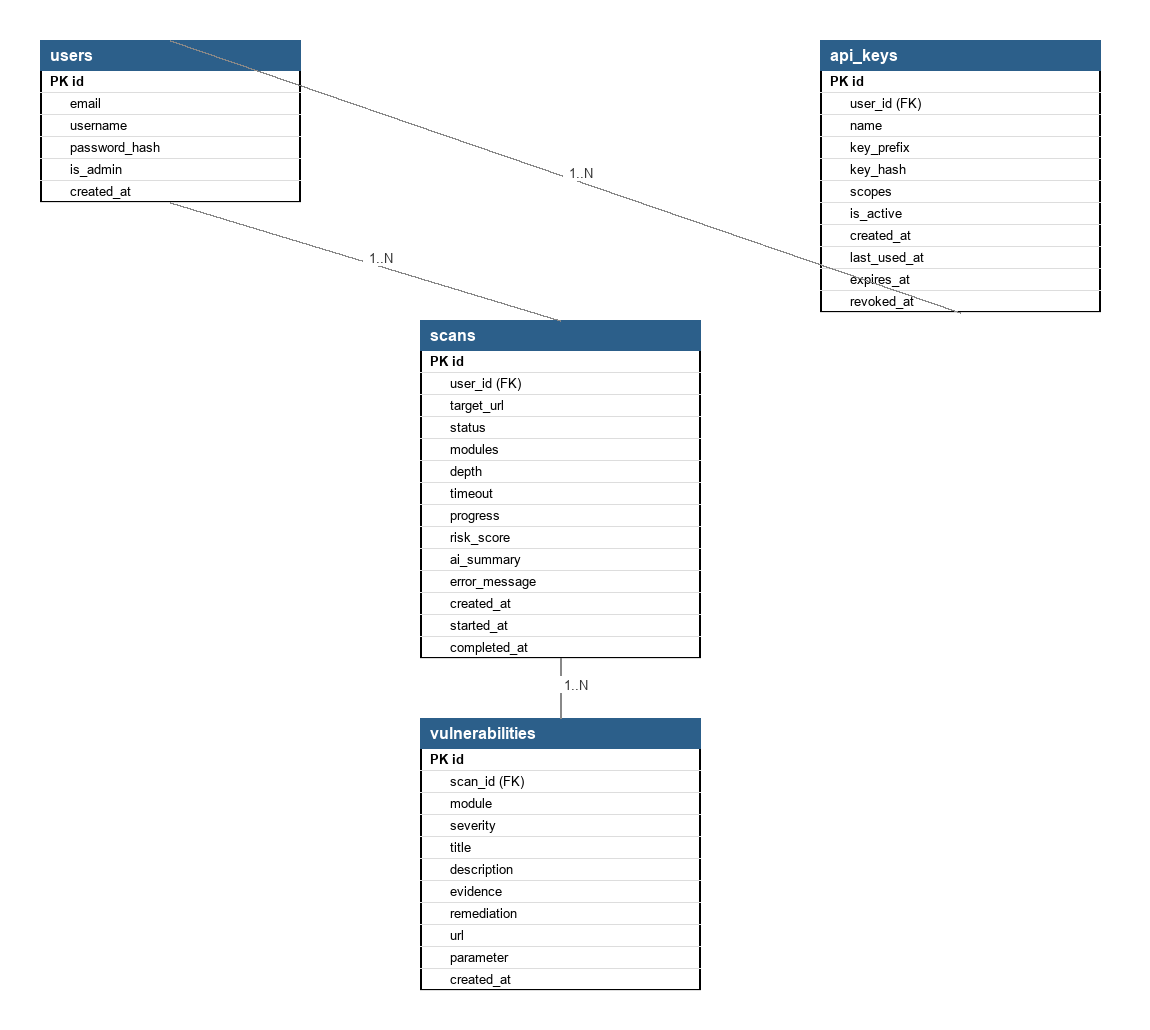 users
PK id
email
username
password_hash
is_admin
created_at
api_keys
PK id
user_id (FK)
name
key_prefix
key_hash
scopes
is_active
created_at
last_used_at
expires_at
revoked_at
1..N
1..N
scans
PK id
user_id (FK)
target_url
status
modules
depth
timeout
progress
risk_score
ai_summary
error_message
created_at
started_at
completed_at
1..N
vulnerabilities
PK id
scan_id (FK)
module
severity
title
description
evidence
remediation
url
parameter
created_at